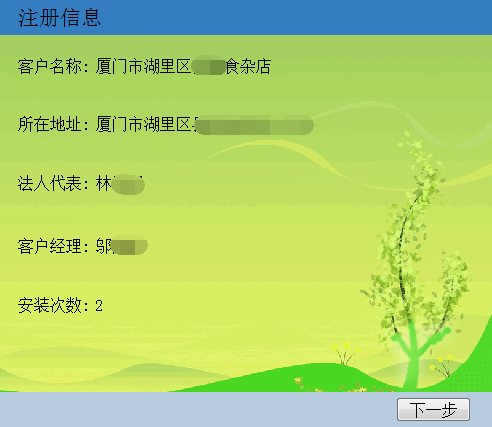 注册信息
客户名称: 厦门市湖里区食杂店
所在地址: 厦门市湖里区
法人代表: 林
客户经理: 邬
安装次数: 2
下一步